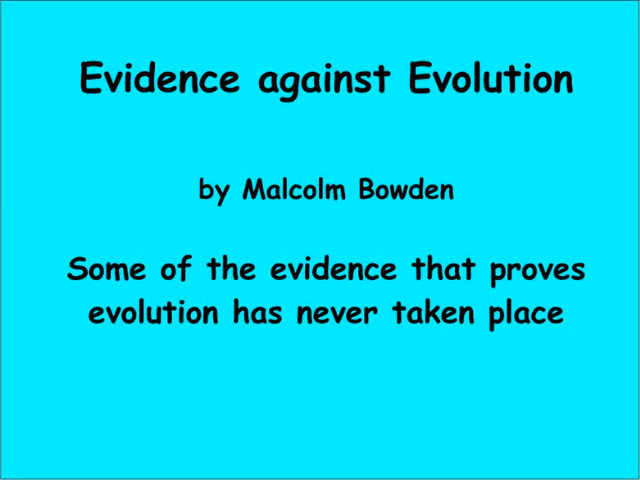 Evidence against Evolution
by Malcolm Bowden
Some of the evidence that proves
evolution has never taken place